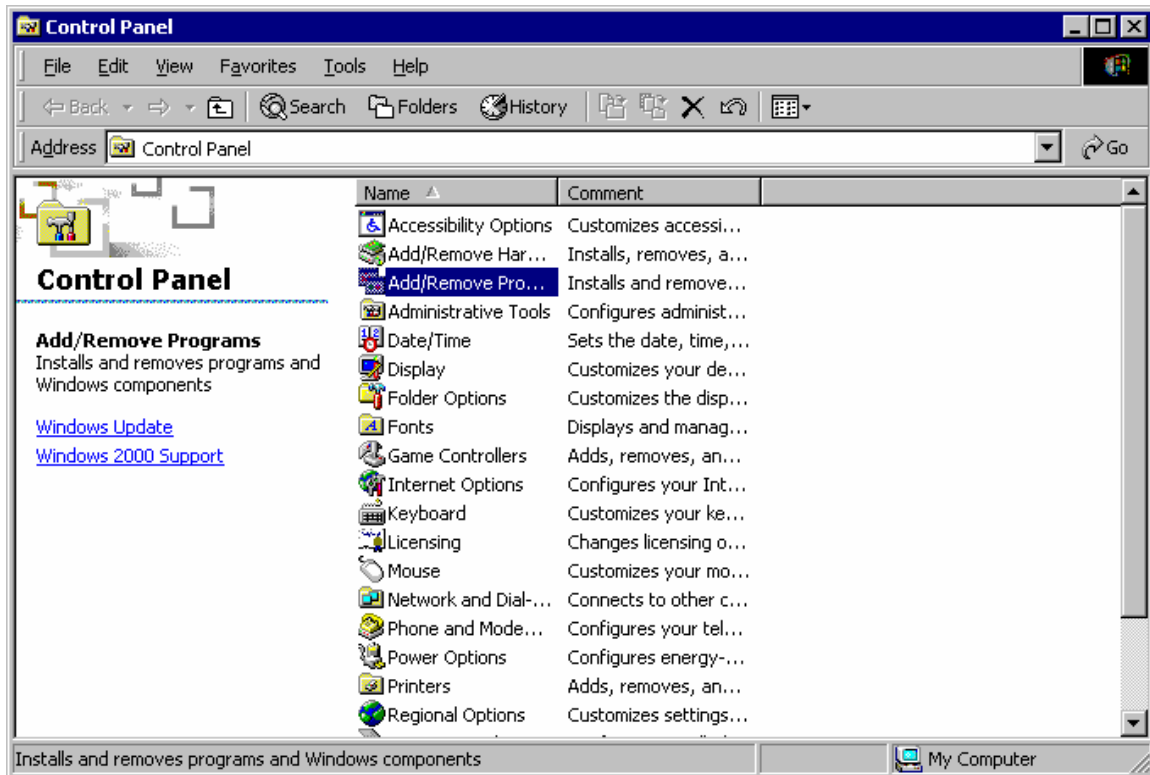 Control Panel
File Edit View Favorites Tools Help
Back Search Folders History
Address Control Panel Go
Control Panel
Add/Remove Programs
Installs and removes programs and
Windows components
Windows Update
Windows 2000 Support
Name Comment
Accessibility Options Customizes accessi...
Add/Remove Har... Installs, removes, a...
Add/Remove Pro... Installs and remove...
Administrative Tools Configures administ...
Date/Time Sets the date, time,...
Display Customizes your de...
Folder Options Customizes the disp...
Fonts Displays and manag...
Game Controllers Adds, removes, an...
Internet Options Configures your Int...
Keyboard Customizes your ke...
Licensing Changes licensing o...
Mouse Customizes your mo...
Network and Dial-... Connects to other c...
Phone and Mode... Configures your tel...
Power Options Configures energy-...
Printers Adds, removes, an...
Regional Options Customizes settings...
Installs and removes programs and Windows components My Computer